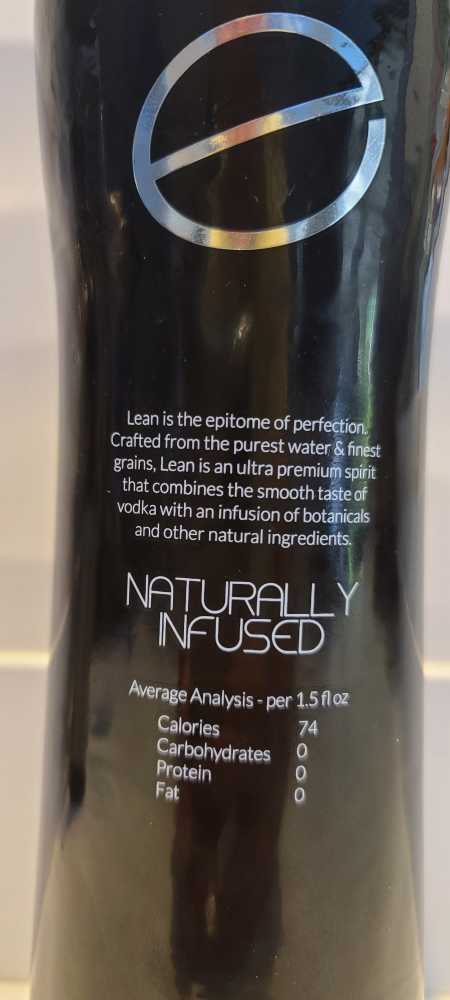 Lean is the epitome of perfection.
Crafted from the purest water & finest
grains, Lean is an ultra premium spirit
that combines the smooth taste of
vodka with an infusion of botanicals
and other natural ingredients.
NATURALLY
INFUSED
Average Analysis - per 1.5 fl oz
Calories 74
Carbohydrates 0
Protein 0
Fat 0